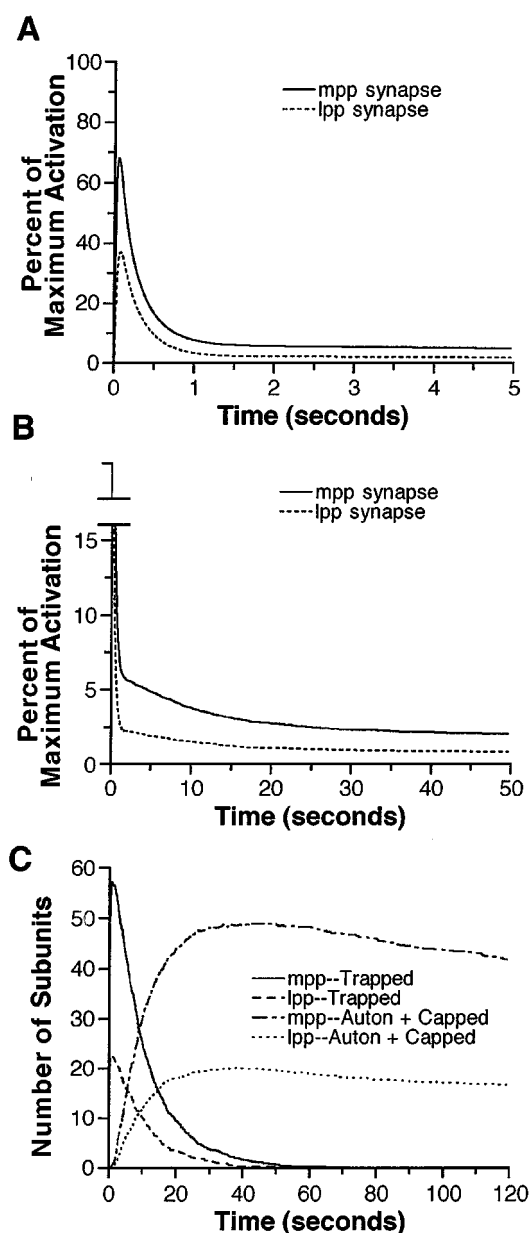 A
100
80
60
40
20
0
Percent of
Maximum Activation
mpp synapse
lpp synapse
0 1 2 3 4 5
Time (seconds)
B
15
10
5
0
Percent of
Maximum Activation
mpp synapse
lpp synapse
0 10 20 30 40 50
Time (seconds)
C
60
50
40
30
20
10
0
Number of Subunits
mpp--Trapped
lpp--Trapped
mpp--Auton + Capped
lpp--Auton + Capped
0 20 40 60 80 100 120
Time (seconds)